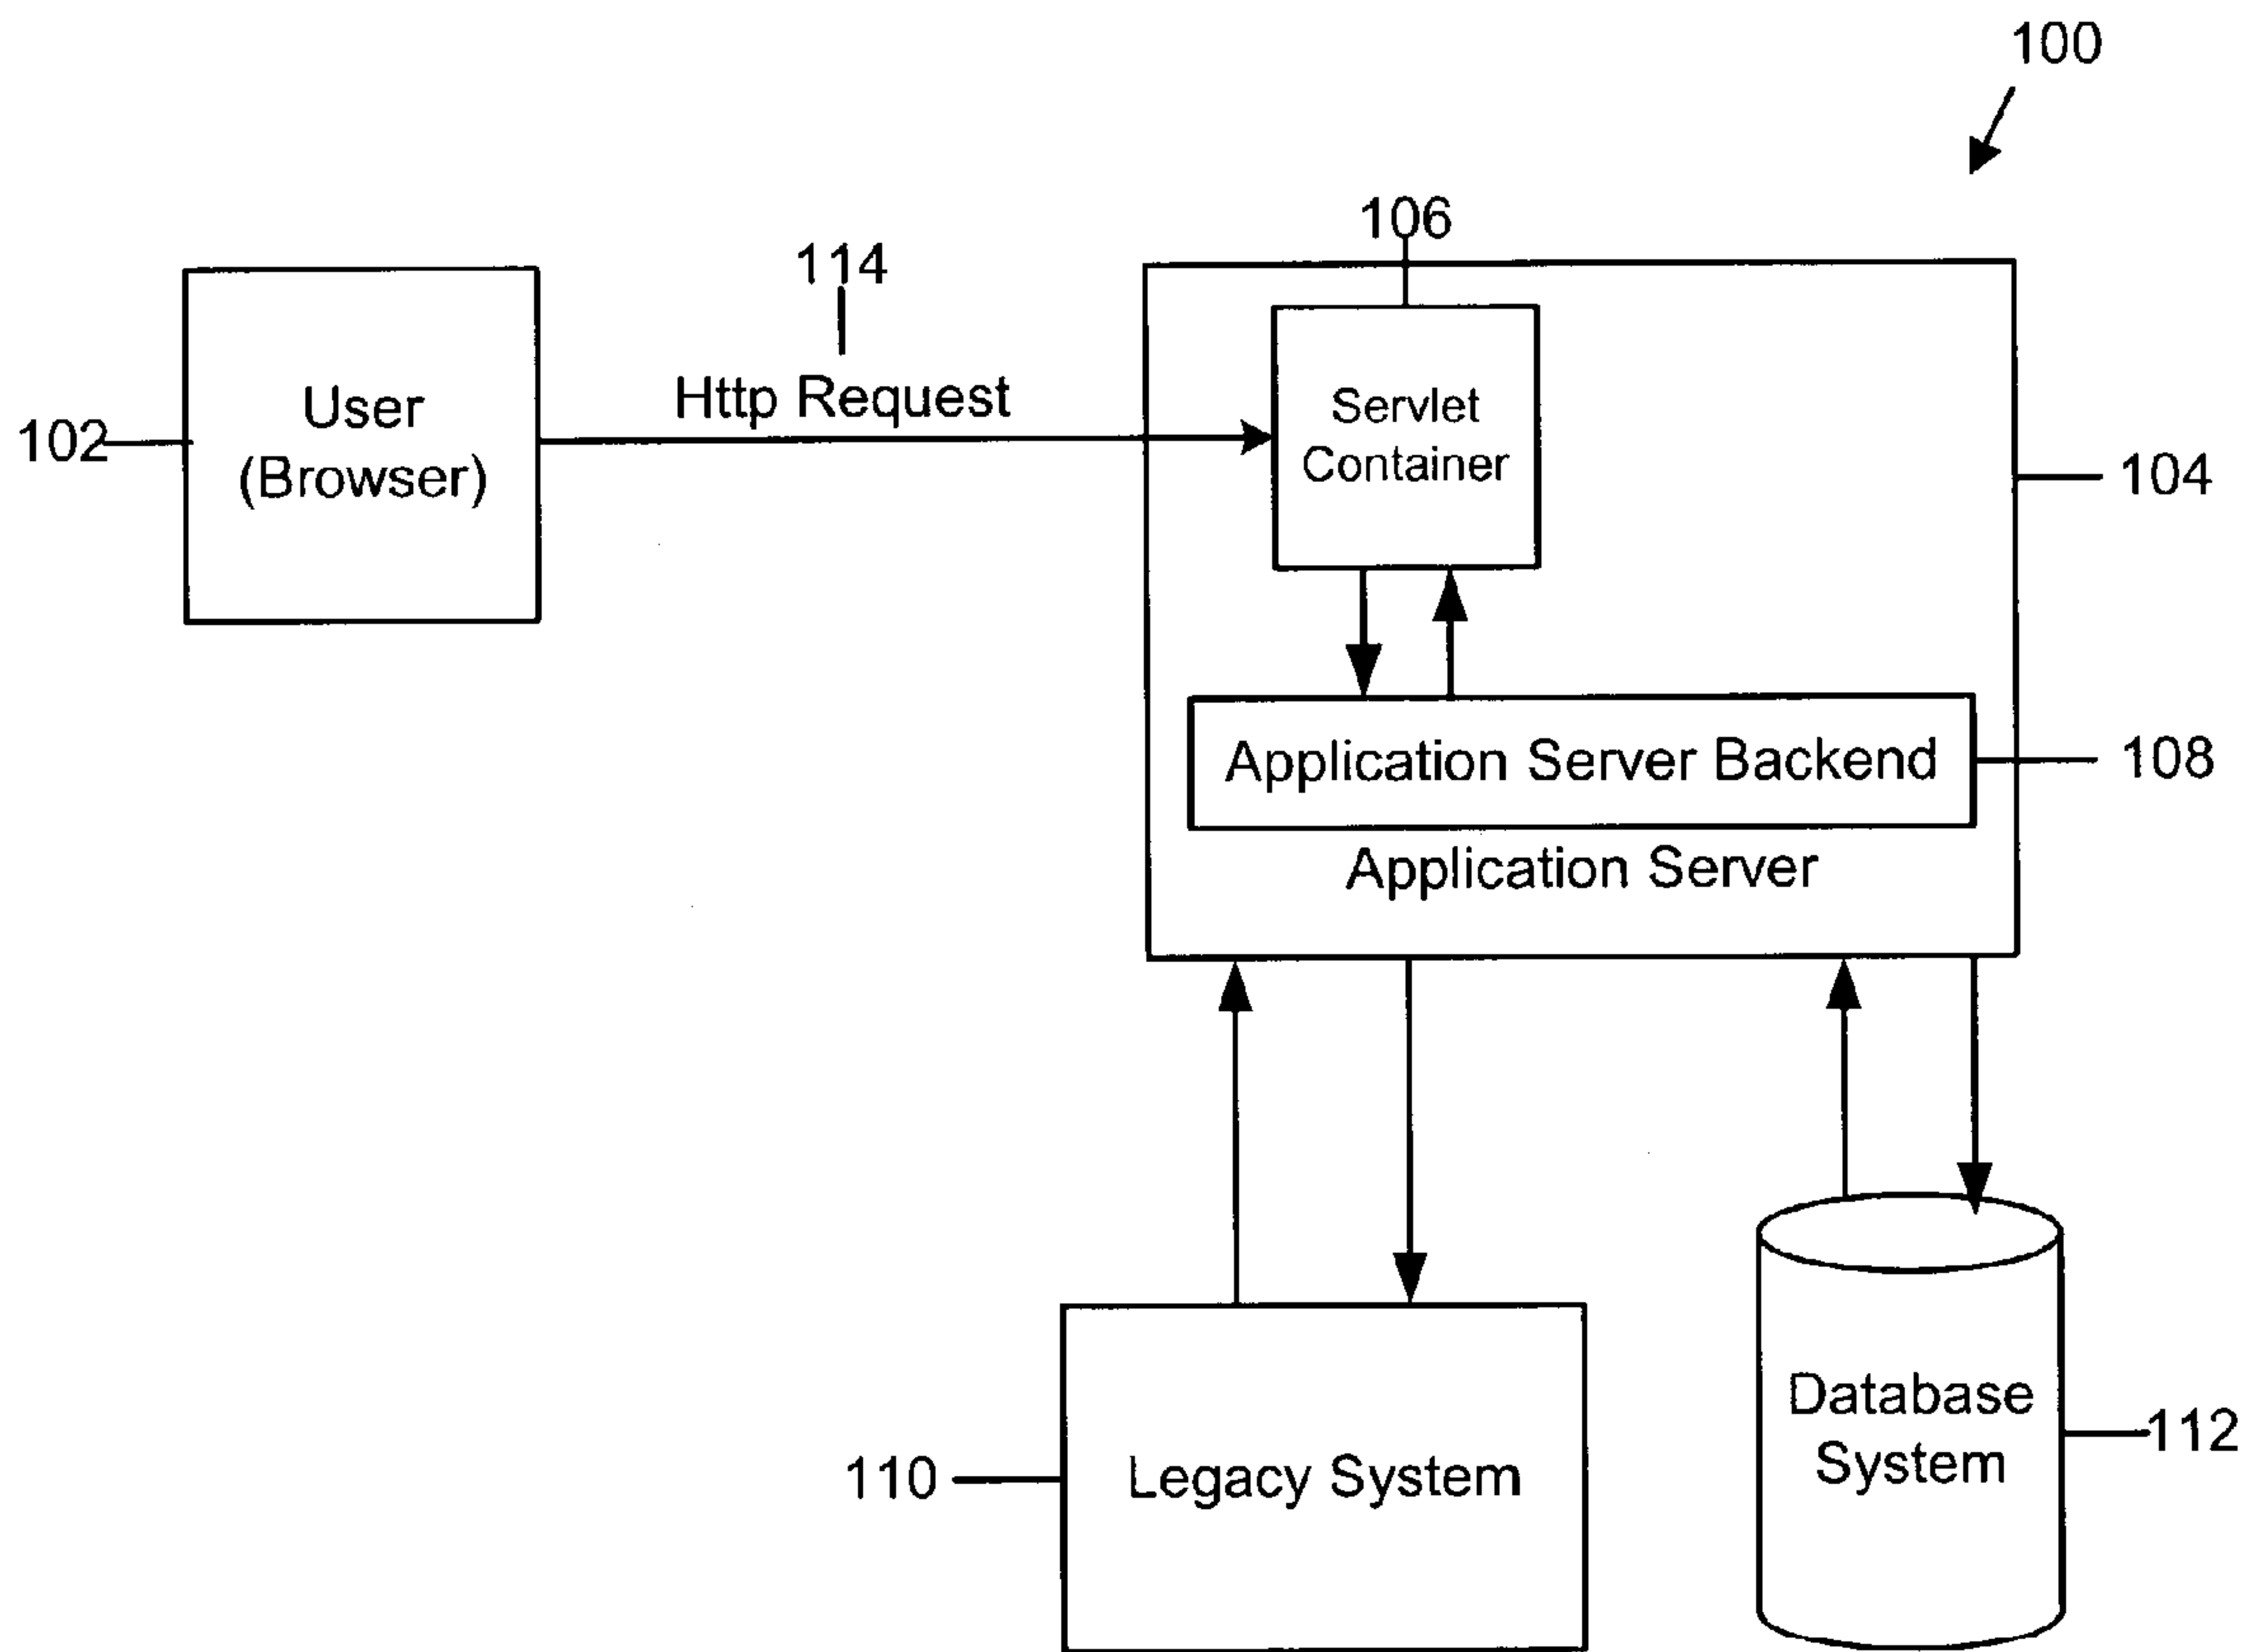 100
106
114
User
(Browser)
102
Http Request
Servlet
Container
104
Application Server Backend
108
Application Server
Database
System
112
110
Legacy System